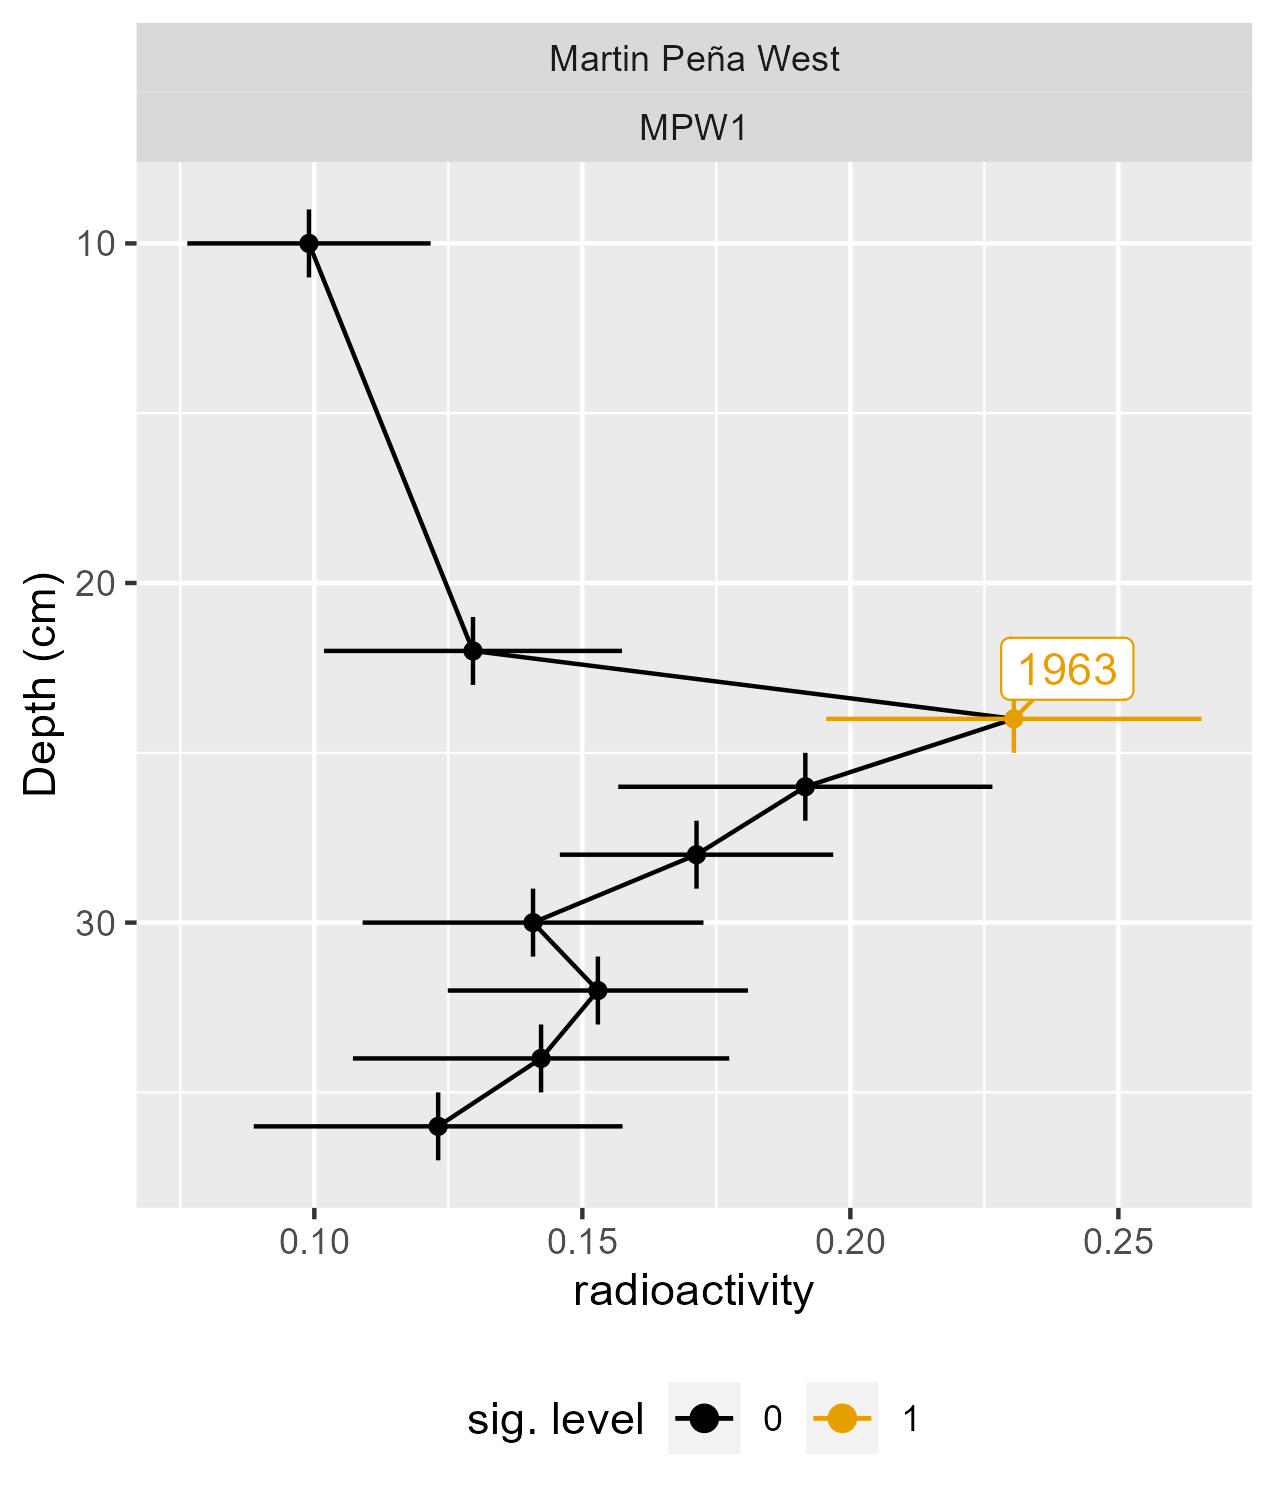 Martin Peña West
MPW1
10
20
30
Depth (cm)
1963
0.10 0.15 0.20 0.25
radioactivity
sig. level 0 1